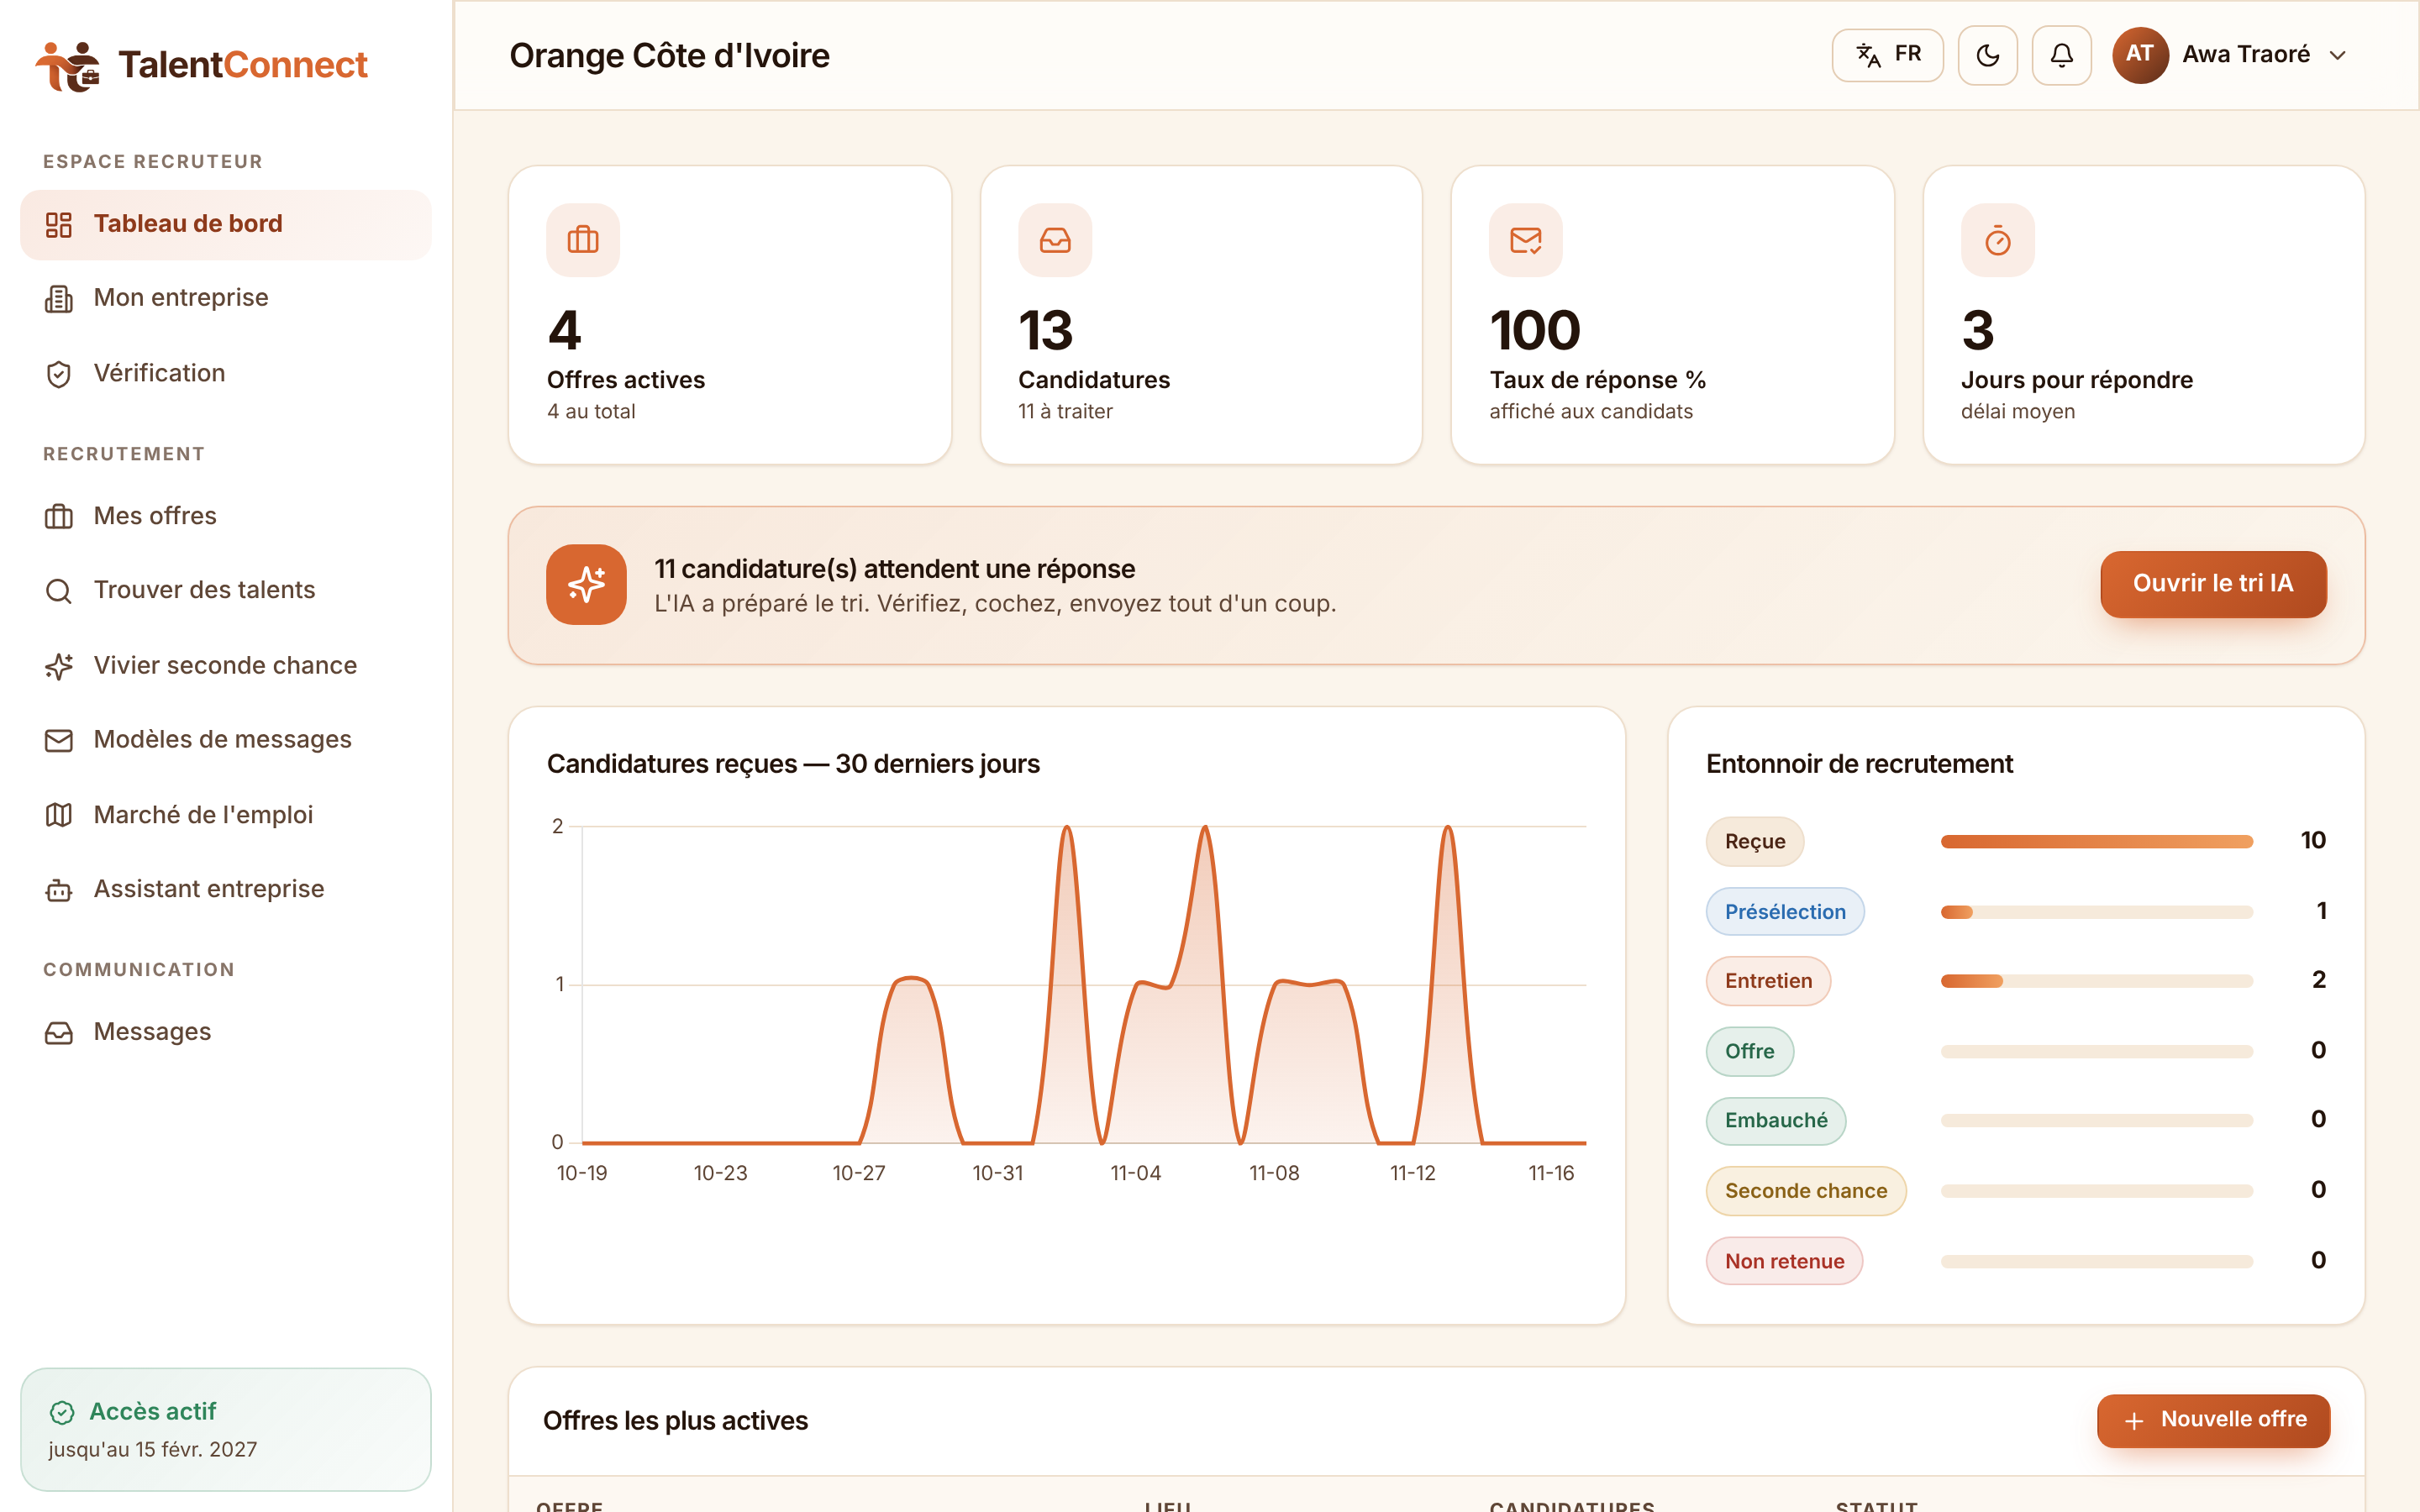 TalentConnect
ESPACE RECRUTEUR
Tableau de bord
Mon entreprise
Vérification
RECRUTEMENT
Mes offres
Trouver des talents
Vivier seconde chance
Modèles de messages
Marché de l'emploi
Assistant entreprise
COMMUNICATION
Messages
Accès actif
jusqu'au 15 févr. 2027
Orange Côte d'Ivoire
FR
AT
Awa Traoré
4
Offres actives
4 au total
13
Candidatures
11 à traiter
100
Taux de réponse %
affiché aux candidats
3
Jours pour répondre
délai moyen
11 candidature(s) attendent une réponse
L'IA a préparé le tri. Vérifiez, cochez, envoyez tout d'un coup.
Ouvrir le tri IA
Candidatures reçues — 30 derniers jours
2
1
0
10-19 10-23 10-27 10-31 11-04 11-08 11-12 11-16
Entonnoir de recrutement
Reçue 10
Présélection 1
Entretien 2
Offre 0
Embauché 0
Seconde chance 0
Non retenue 0
Offres les plus actives
Nouvelle offre
OFFRE LIEU CANDIDATURES STATUT